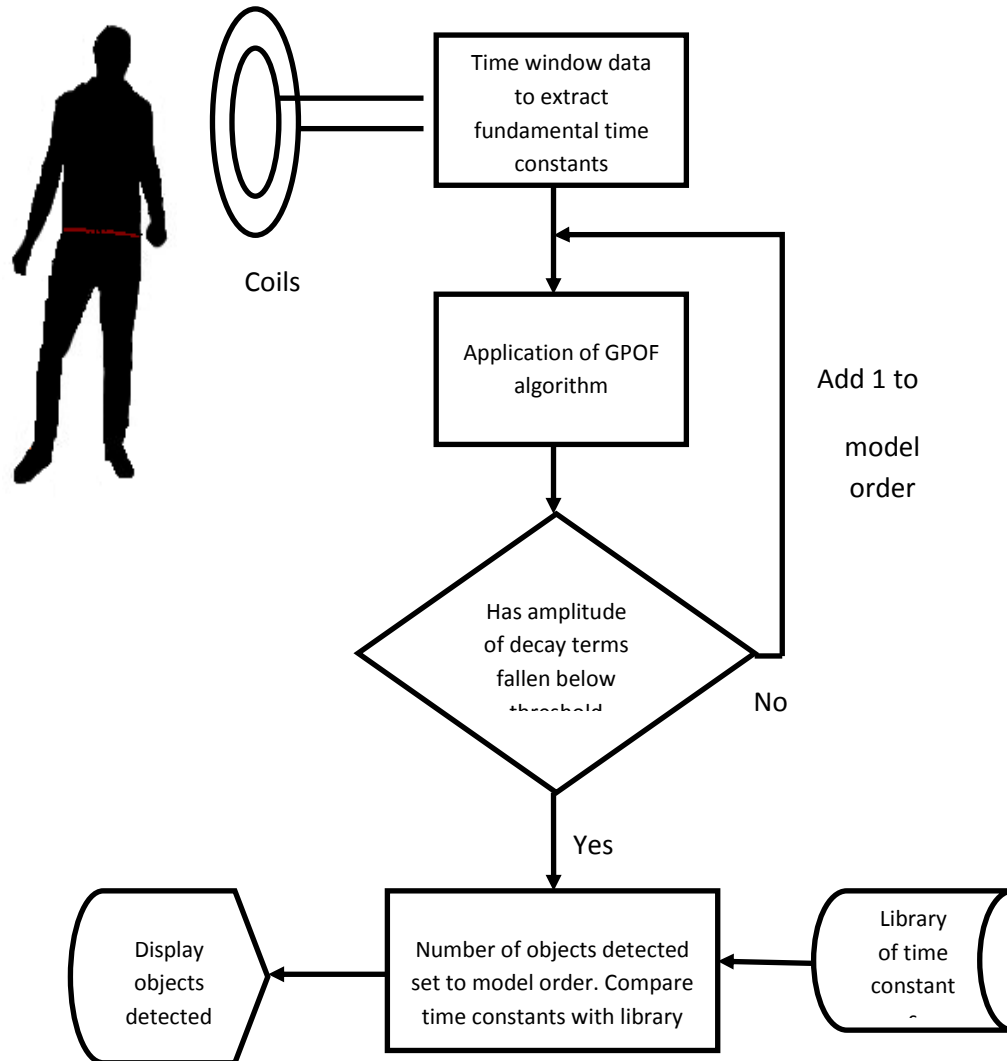 Time window data
to extract
fundamental time
constants
Coils
Application of GPOF
algorithm
Add 1 to
model
order
Has amplitude
of decay terms
fallen below
threshold
No
Yes
Number of objects detected
set to model order. Compare
time constants with library
Library
of time
constant
Display
objects
detected